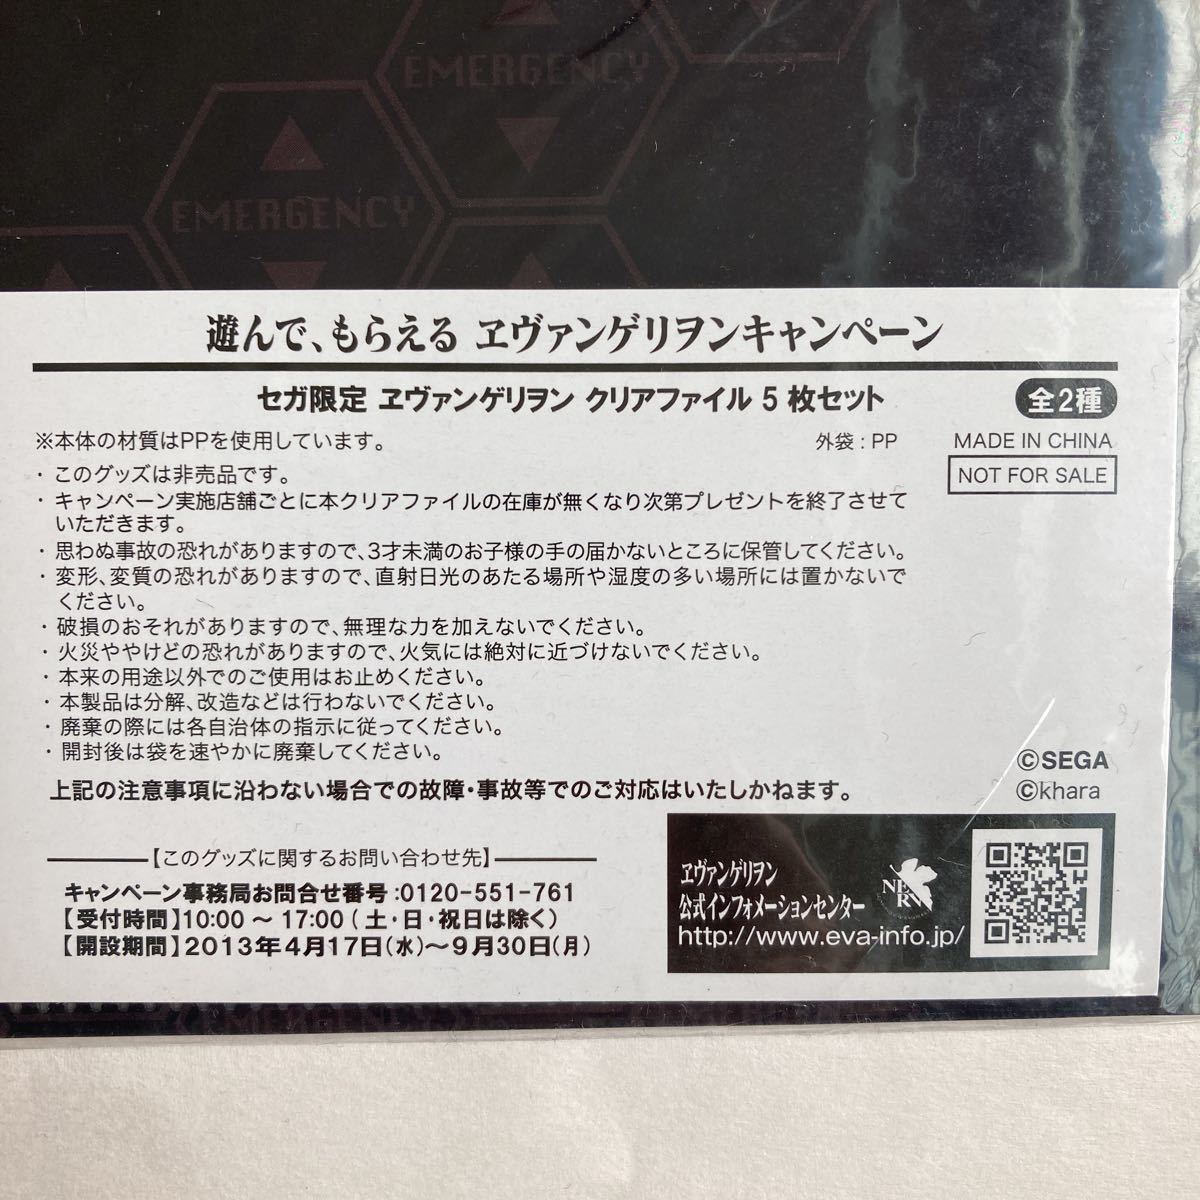 EMERGENCY
EMERGENCY
遊んで、もらえる ヱヴァンゲリヲンキャンペーン
セガ限定 ヱヴァンゲリヲン クリアファイル 5 枚セット
全2種
※本体の材質はPPを使用しています。
外袋 : PP
MADE IN CHINA
NOT FOR SALE
・このグッズは非売品です。
・キャンペーン実施店舗ごとに本クリアファイルの在庫が無くなり次第プレゼントを終了させて
いただきます。
・思わぬ事故の恐れがありますので、3才未満のお子様の手の届かないところに保管してください。
・変形、変質の恐れがありますので、直射日光のあたる場所や湿度の多い場所には置かないで
ください。
・破損のおそれがありますので、無理な力を加えないでください。
・火災ややけどの恐れがありますので、火気には絶対に近づけないでください。
・本来の用途以外でのご使用はお止めください。
・本製品は分解、改造などは行わないでください。
・廃棄の際には各自治体の指示に従ってください。
・開封後は袋を速やかに廃棄してください。
上記の注意事項に沿わない場合での故障・事故等でのご対応はいたしかねます。
©SEGA
©khara
【このグッズに関するお問い合わせ先】
キャンペーン事務局お問合せ番号 :0120-551-761
【受付時間】10:00 ～ 17:00 ( 土・日・祝日は除く )
【開設期間】2013年4月17日(水)～9月30日(月)
ヱヴァンゲリヲン
公式インフォメーションセンター
http://www.eva-info.jp/
NERV
EMERGENCY